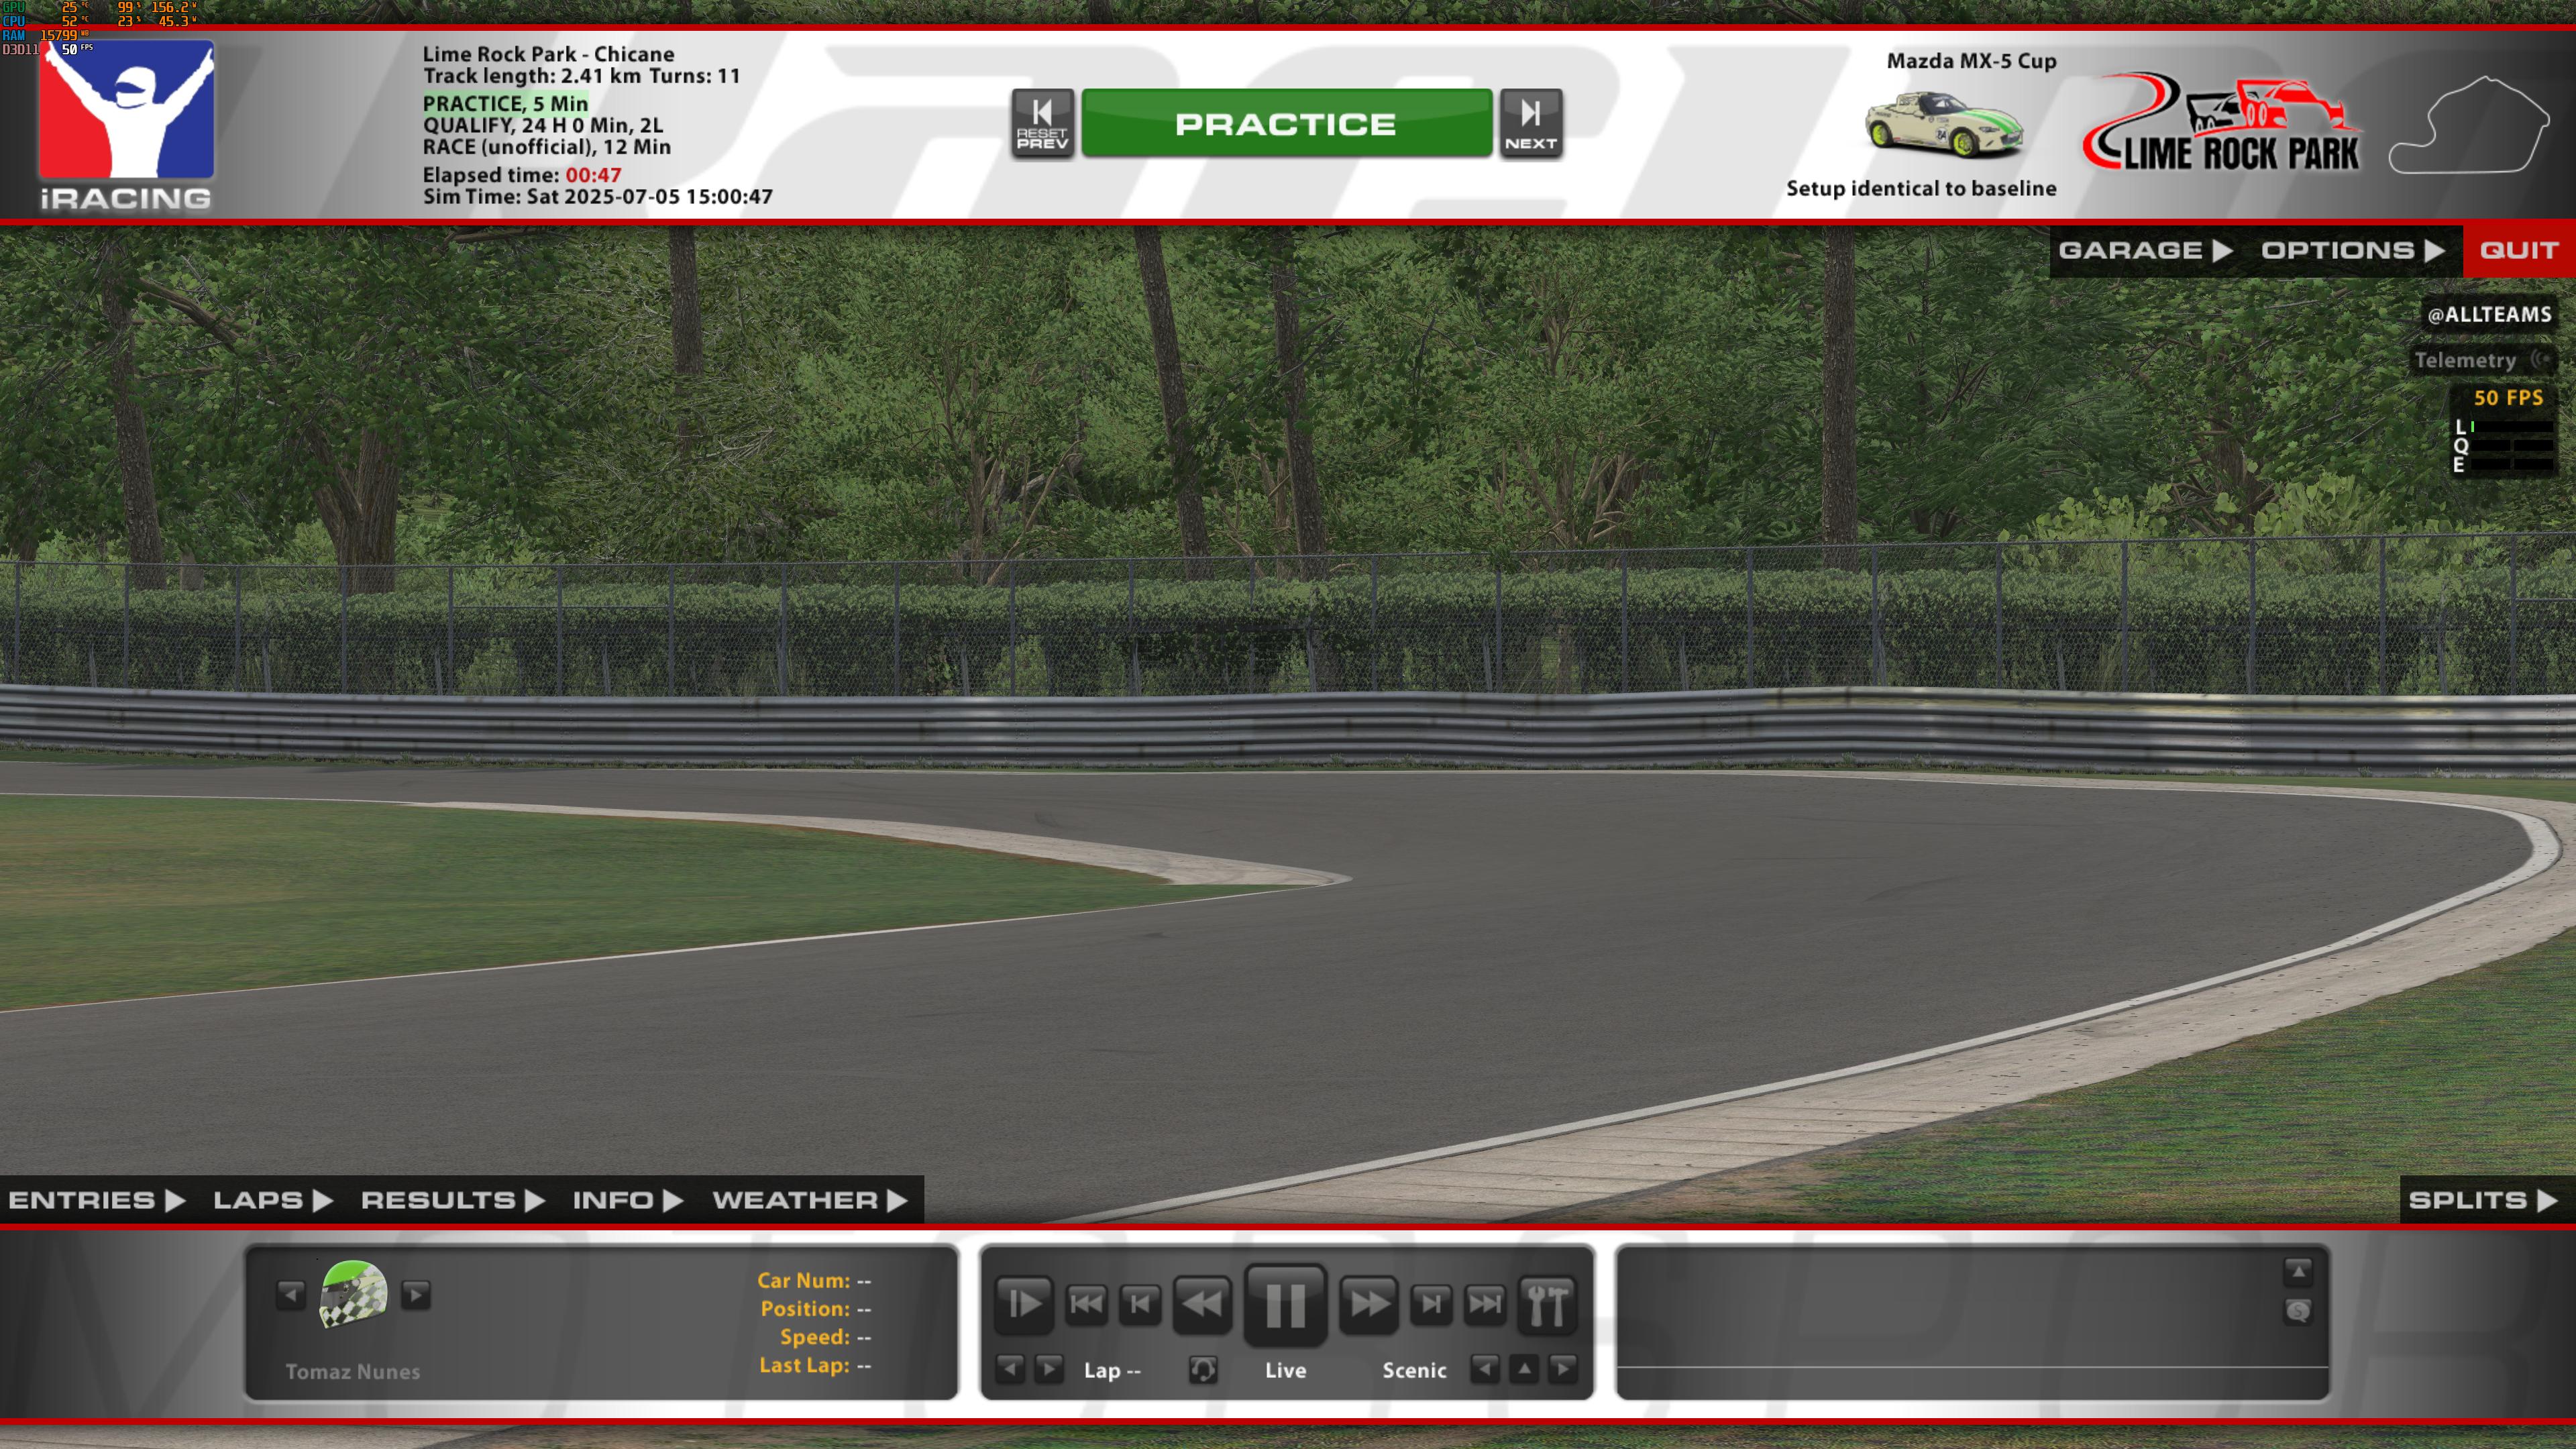 GPU 25 °C 99 % 156.2 W
CPU 52 °C 23 % 45.3 W
RAM 15799 MB
D3D11 50 FPS
iRACING
Lime Rock Park - Chicane
Track length: 2.41 km Turns: 11
PRACTICE, 5 Min
QUALIFY, 24 H 0 Min, 2L
RACE (unofficial), 12 Min
Elapsed time: 00:47
Sim Time: Sat 2025-07-05 15:00:47
RESET
PREV
PRACTICE
NEXT
Mazda MX-5 Cup
LIME ROCK PARK
Setup identical to baseline
GARAGE OPTIONS QUIT
@ALLTEAMS
Telemetry
50 FPS
L
Q
E
ENTRIES LAPS RESULTS INFO WEATHER
SPLITS
Car Num: --
Position: --
Speed: --
Last Lap: --
Tomaz Nunes
Lap -- Live Scenic